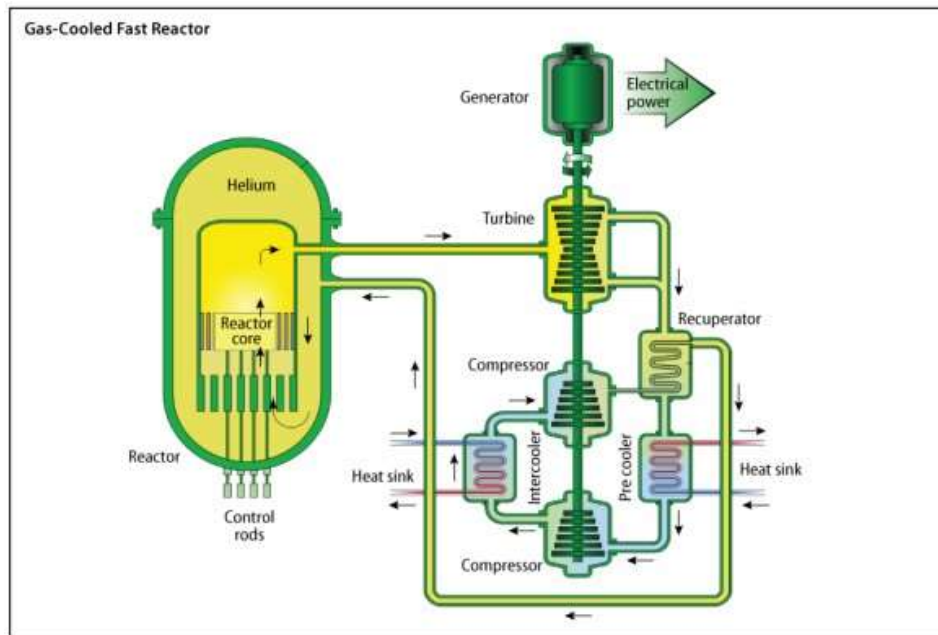 Gas-Cooled Fast Reactor
Generator
Electrical
power
Helium
Turbine
Reactor
core
Recuperator
Compressor
Reactor
Heat sink
Intercooler
Pre cooler
Heat sink
Control
rods
Compressor